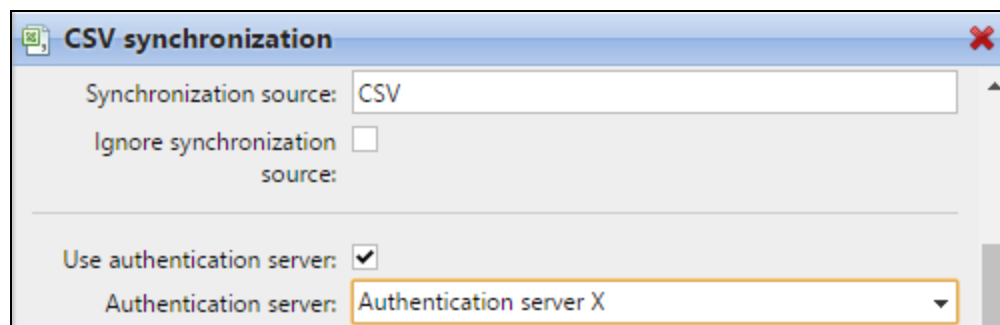 CSV synchronization
Synchronization source: CSV
Ignore synchronization
source:
Use authentication server:
Authentication server: Authentication server X